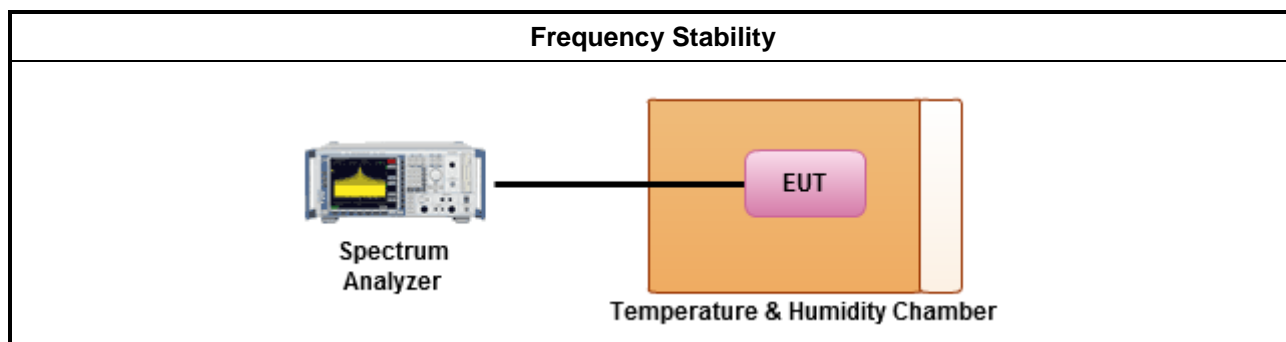 Frequency Stability
EUT
Spectrum
Analyzer
Temperature & Humidity Chamber